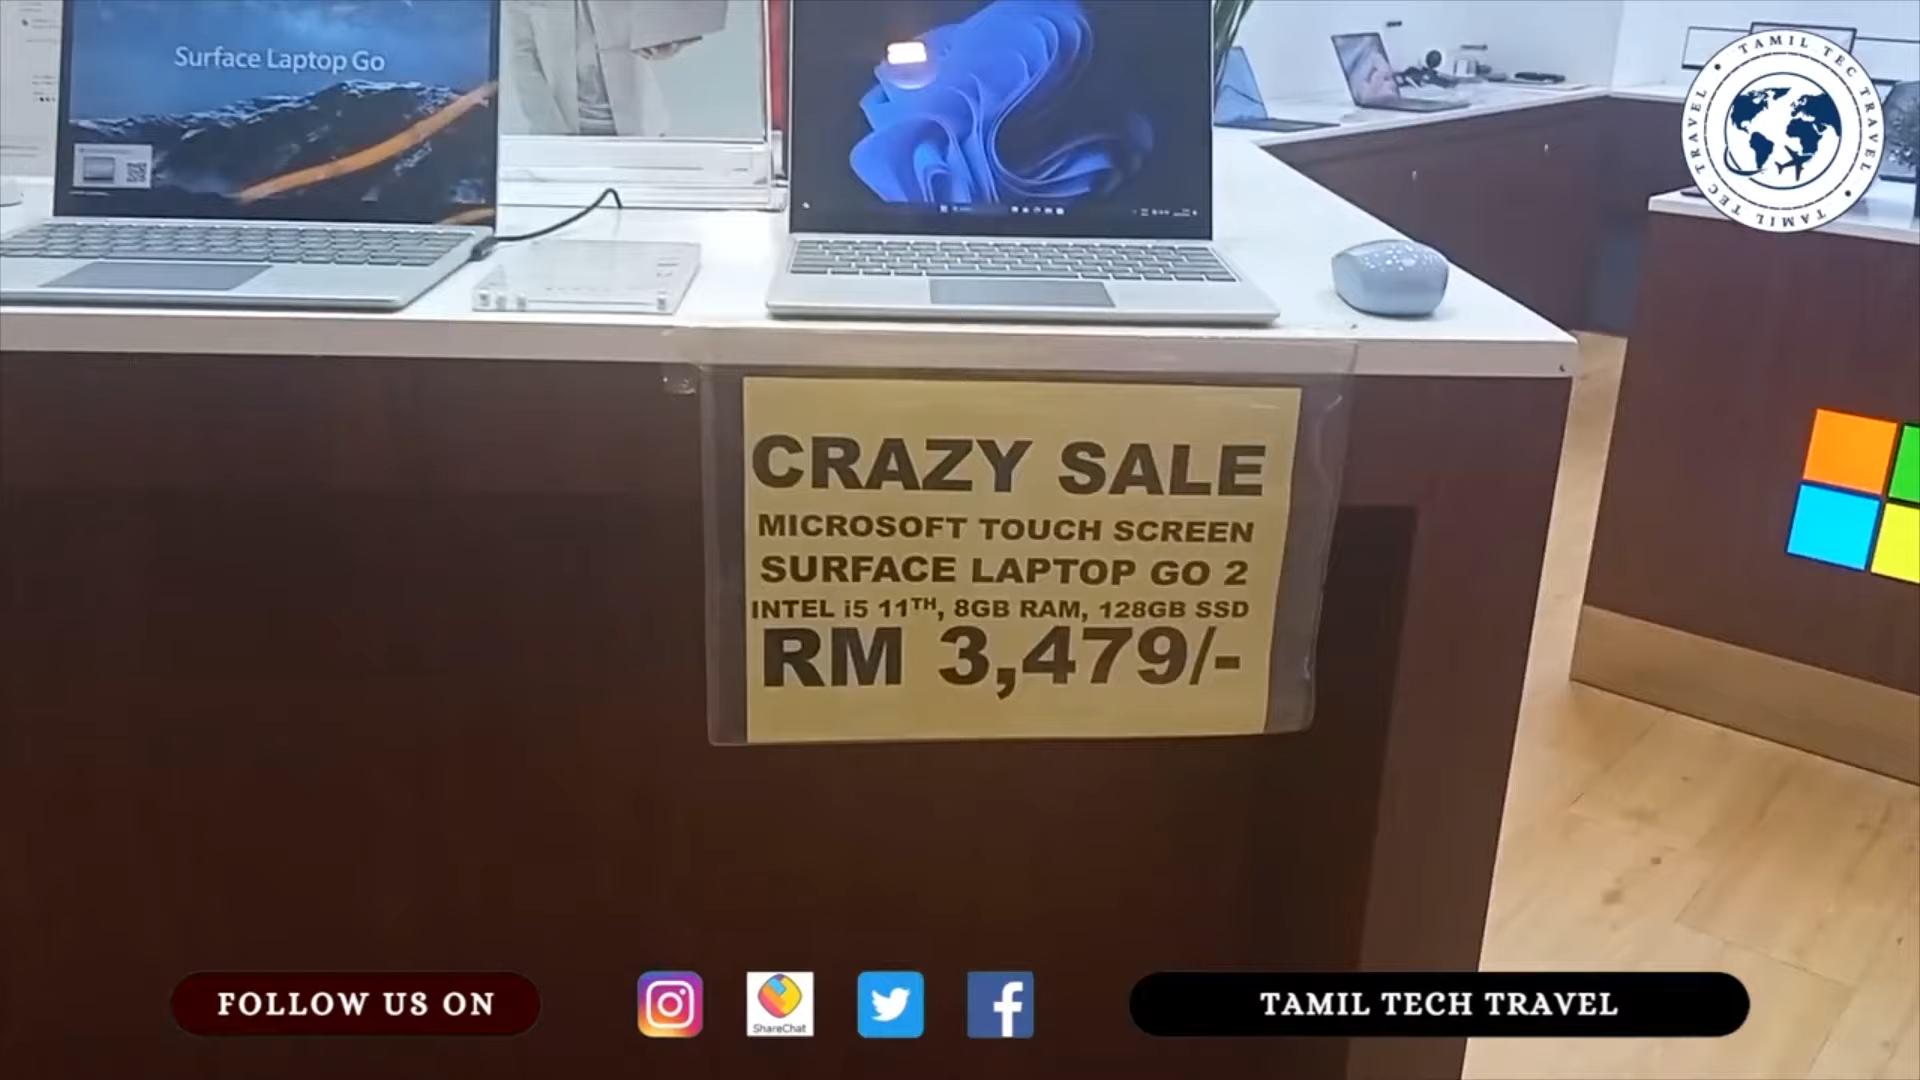 Surface Laptop Go
TAMIL TEC TRAVEL
TAMIL TEC TRAVEL
CRAZY SALE
MICROSOFT TOUCH SCREEN
SURFACE LAPTOP GO 2
INTEL i5 11TH, 8GB RAM, 128GB SSD
RM 3,479/-
FOLLOW US ON
ShareChat
TAMIL TECH TRAVEL